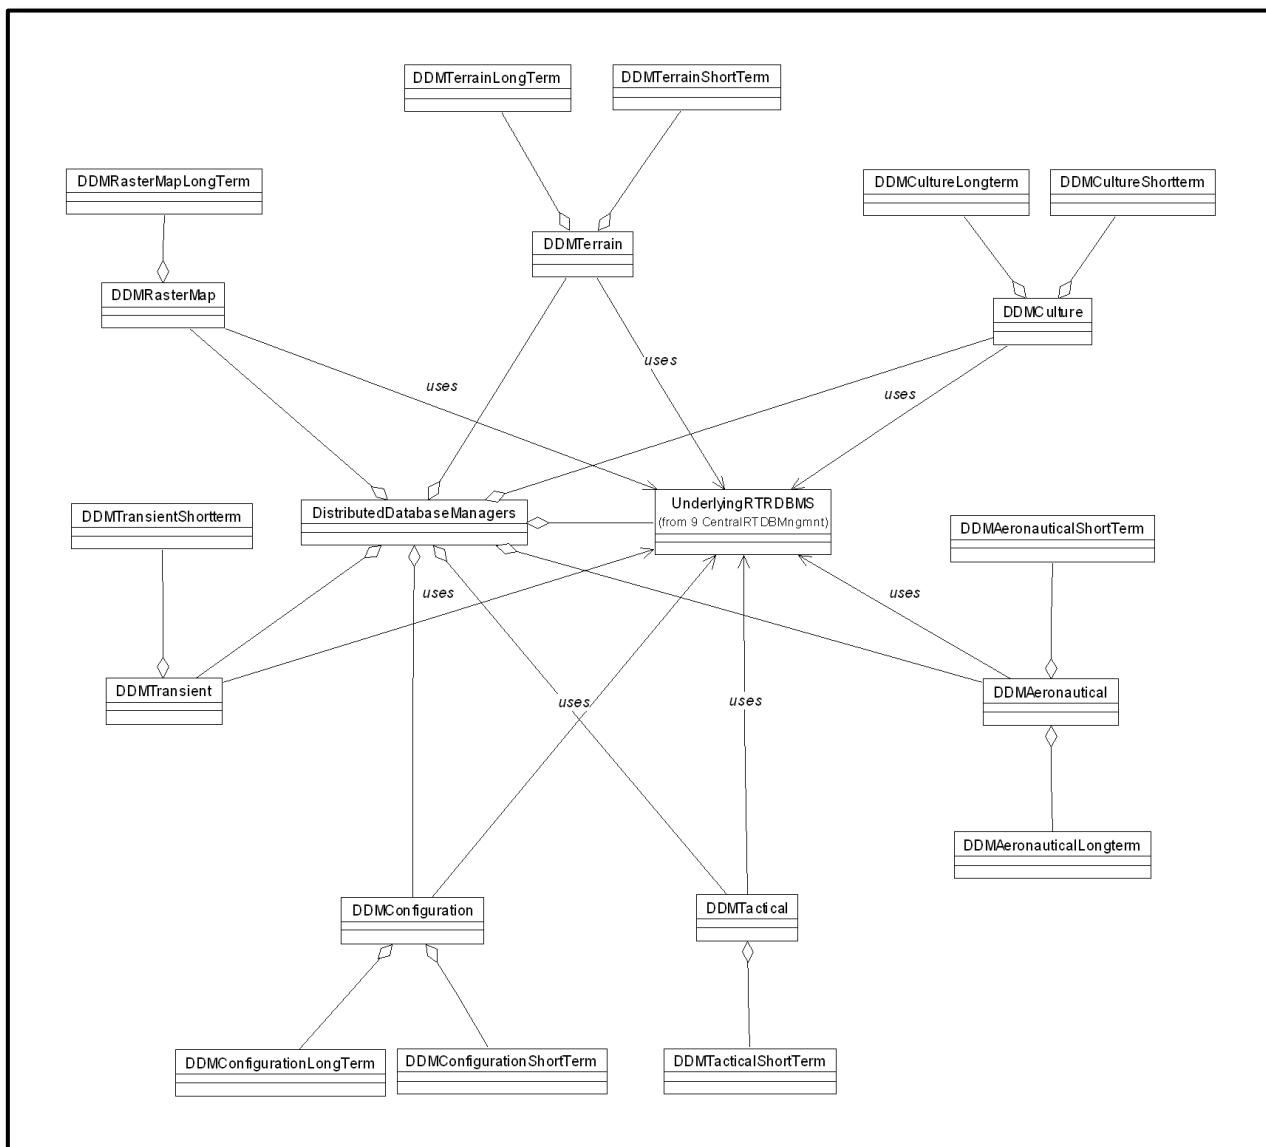 DDMTerrainLongTerm
DDMTerrainShortTerm
DDMRasterMapLongTerm
DDMCultureLongterm
DDMCultureShortterm
DDMTerrain
DDMRasterMap
DDMCulture
uses
uses
uses
DistributedDatabaseManagers
UnderlyingRTRDBMS
(from 9 CentralRTDBMngmnt)
DDMTransientShortterm
DDMAeronauticalShortTerm
uses
uses
DDMTransient
DDMAeronautical
uses
uses
DDMAeronauticalLongterm
DDMConfiguration
DDMTactical
DDMConfigurationLongTerm
DDMConfigurationShortTerm
DDMTacticalShortTerm